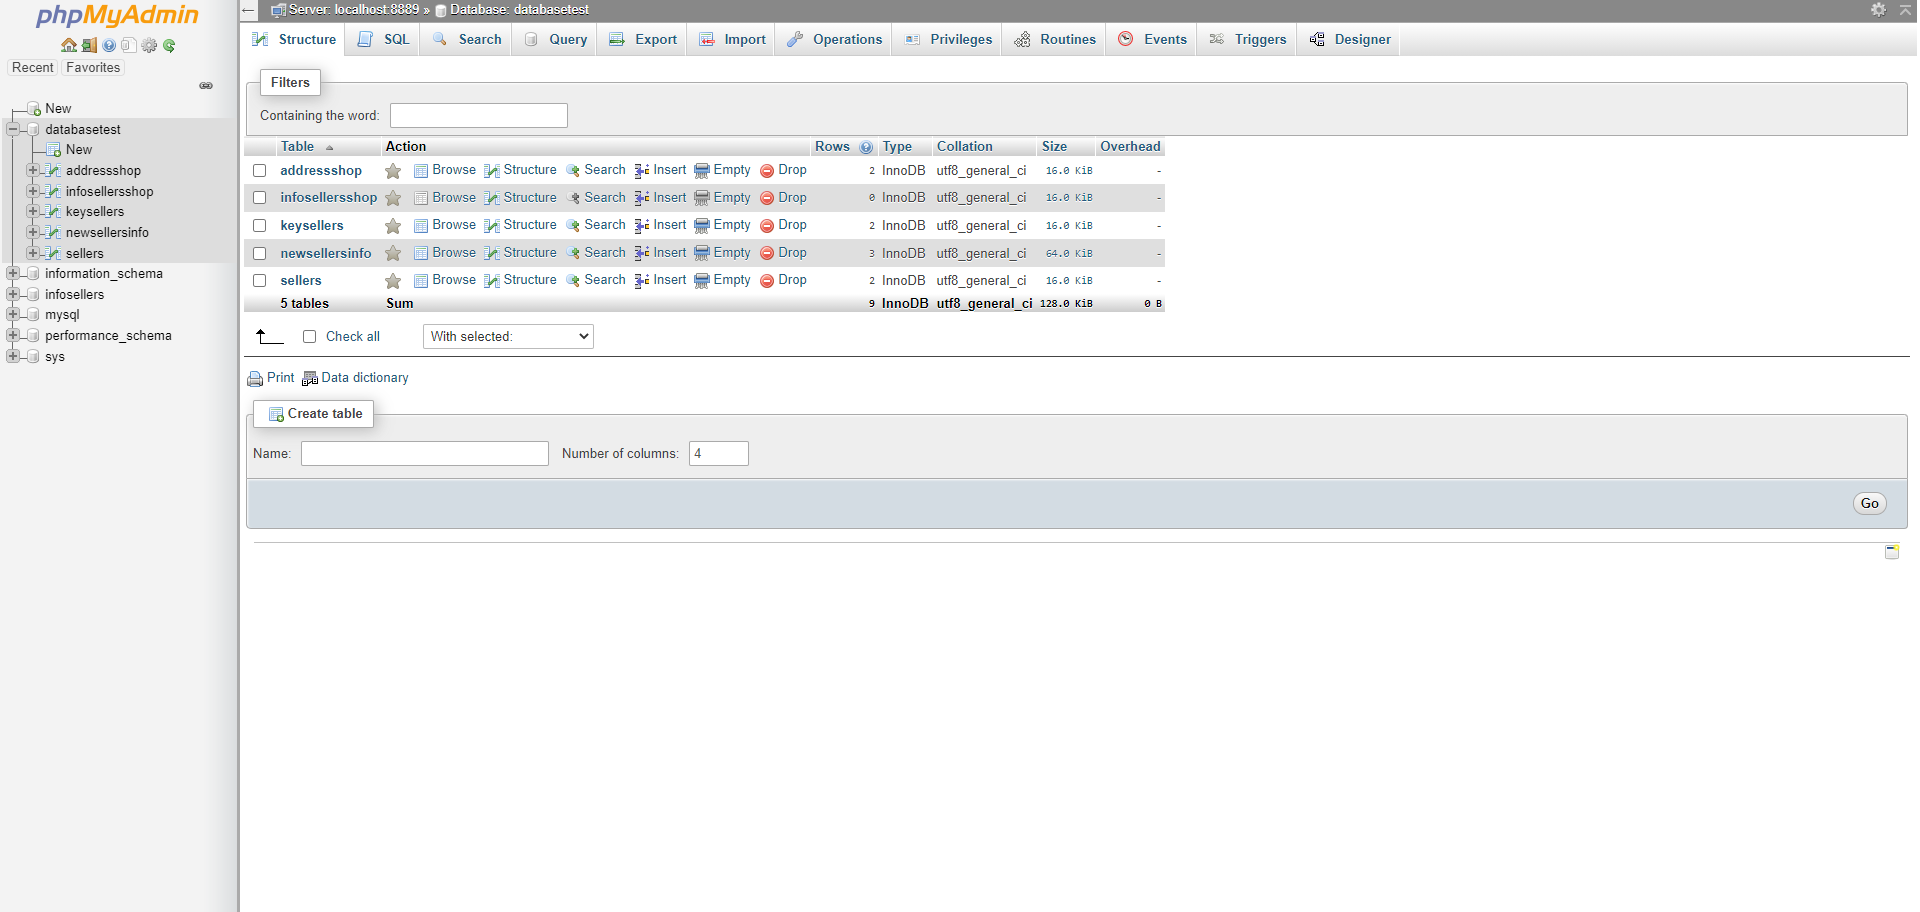 phpMyAdmin
Recent Favorites
New
databasetest
New
addressshop
infosellersshop
keysellers
newsellersinfo
sellers
information_schema
infosellers
mysql
performance_schema
sys
Server: localhost:8889 » Database: databasetest
Structure SQL Search Query Export Import Operations Privileges Routines Events Triggers Designer
Filters
Containing the word:
Table Action Rows Type Collation Size Overhead
addressshop Browse Structure Search Insert Empty Drop 2 InnoDB utf8_general_ci 16.0 KiB -
infosellersshop Browse Structure Search Insert Empty Drop 0 InnoDB utf8_general_ci 16.0 KiB -
keysellers Browse Structure Search Insert Empty Drop 2 InnoDB utf8_general_ci 16.0 KiB -
newsellersinfo Browse Structure Search Insert Empty Drop 3 InnoDB utf8_general_ci 64.0 KiB -
sellers Browse Structure Search Insert Empty Drop 2 InnoDB utf8_general_ci 16.0 KiB -
5 tables Sum 9 InnoDB utf8_general_ci 128.0 KiB 0 B
Check all With selected:
Print Data dictionary
Create table
Name: Number of columns: 4
Go